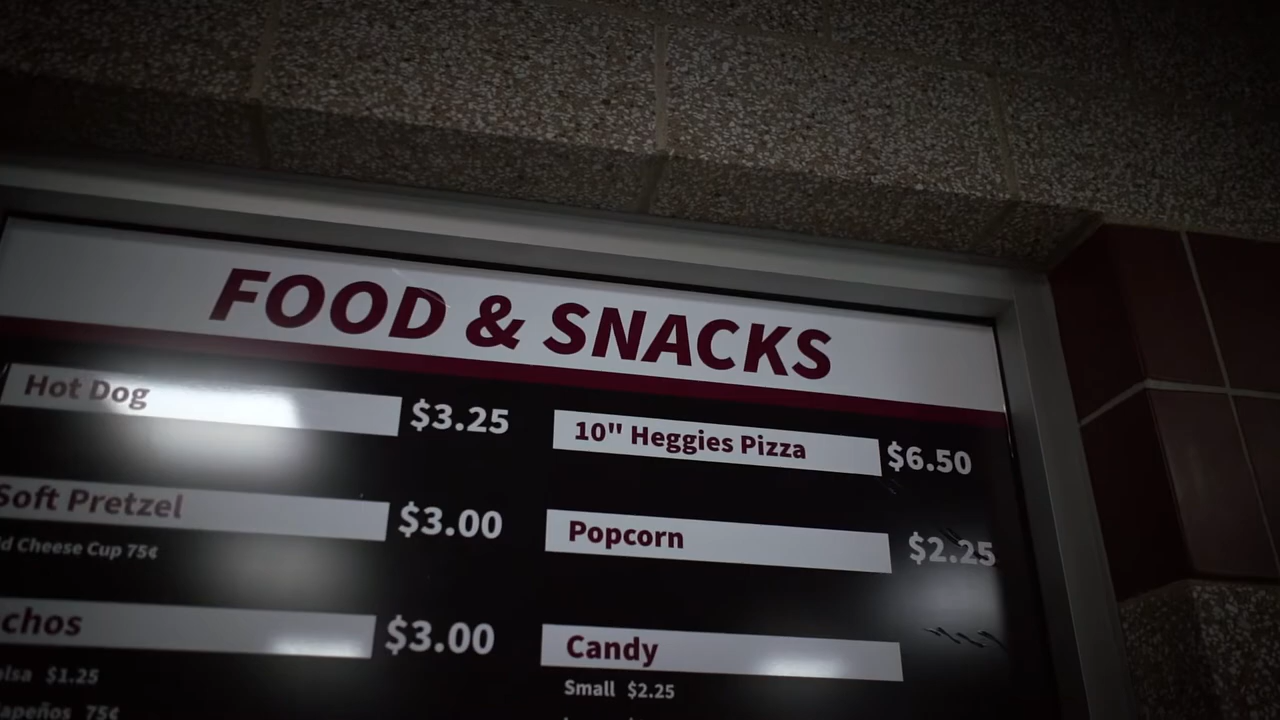 FOOD & SNACKS
Hot Dog $3.25
Soft Pretzel $3.00
Cheese Cup 75¢
$3.00
$1.25
75¢
10" Heggies Pizza $6.50
Popcorn $2.25
Candy
Small $2.25